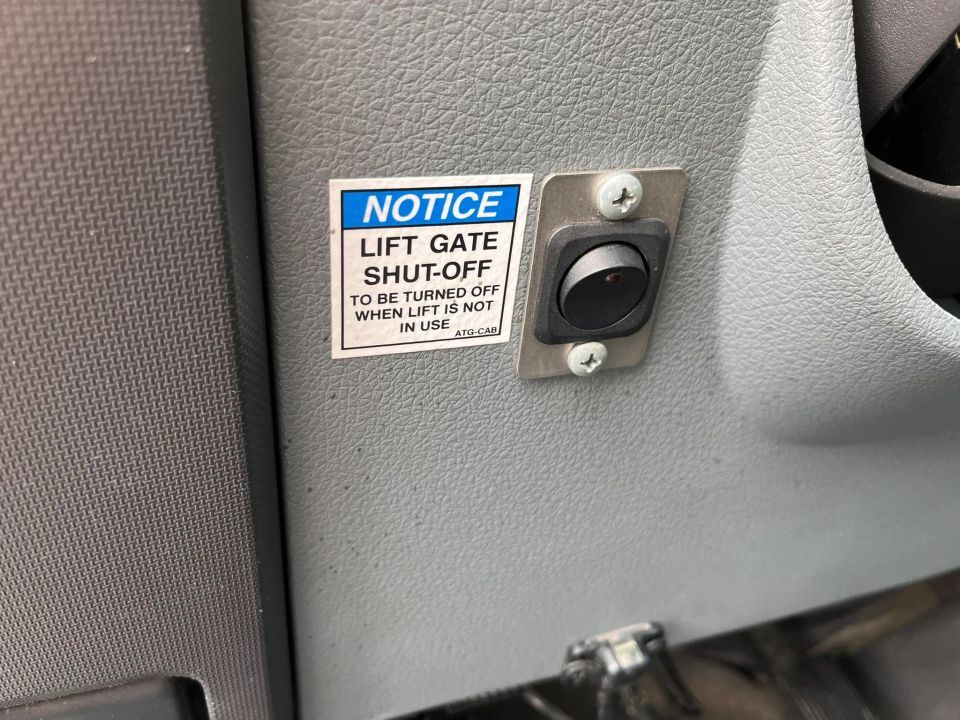 NOTICE
LIFT GATE
SHUT-OFF
TO BE TURNED OFF
WHEN LIFT IS NOT
IN USE
ATG-CAB